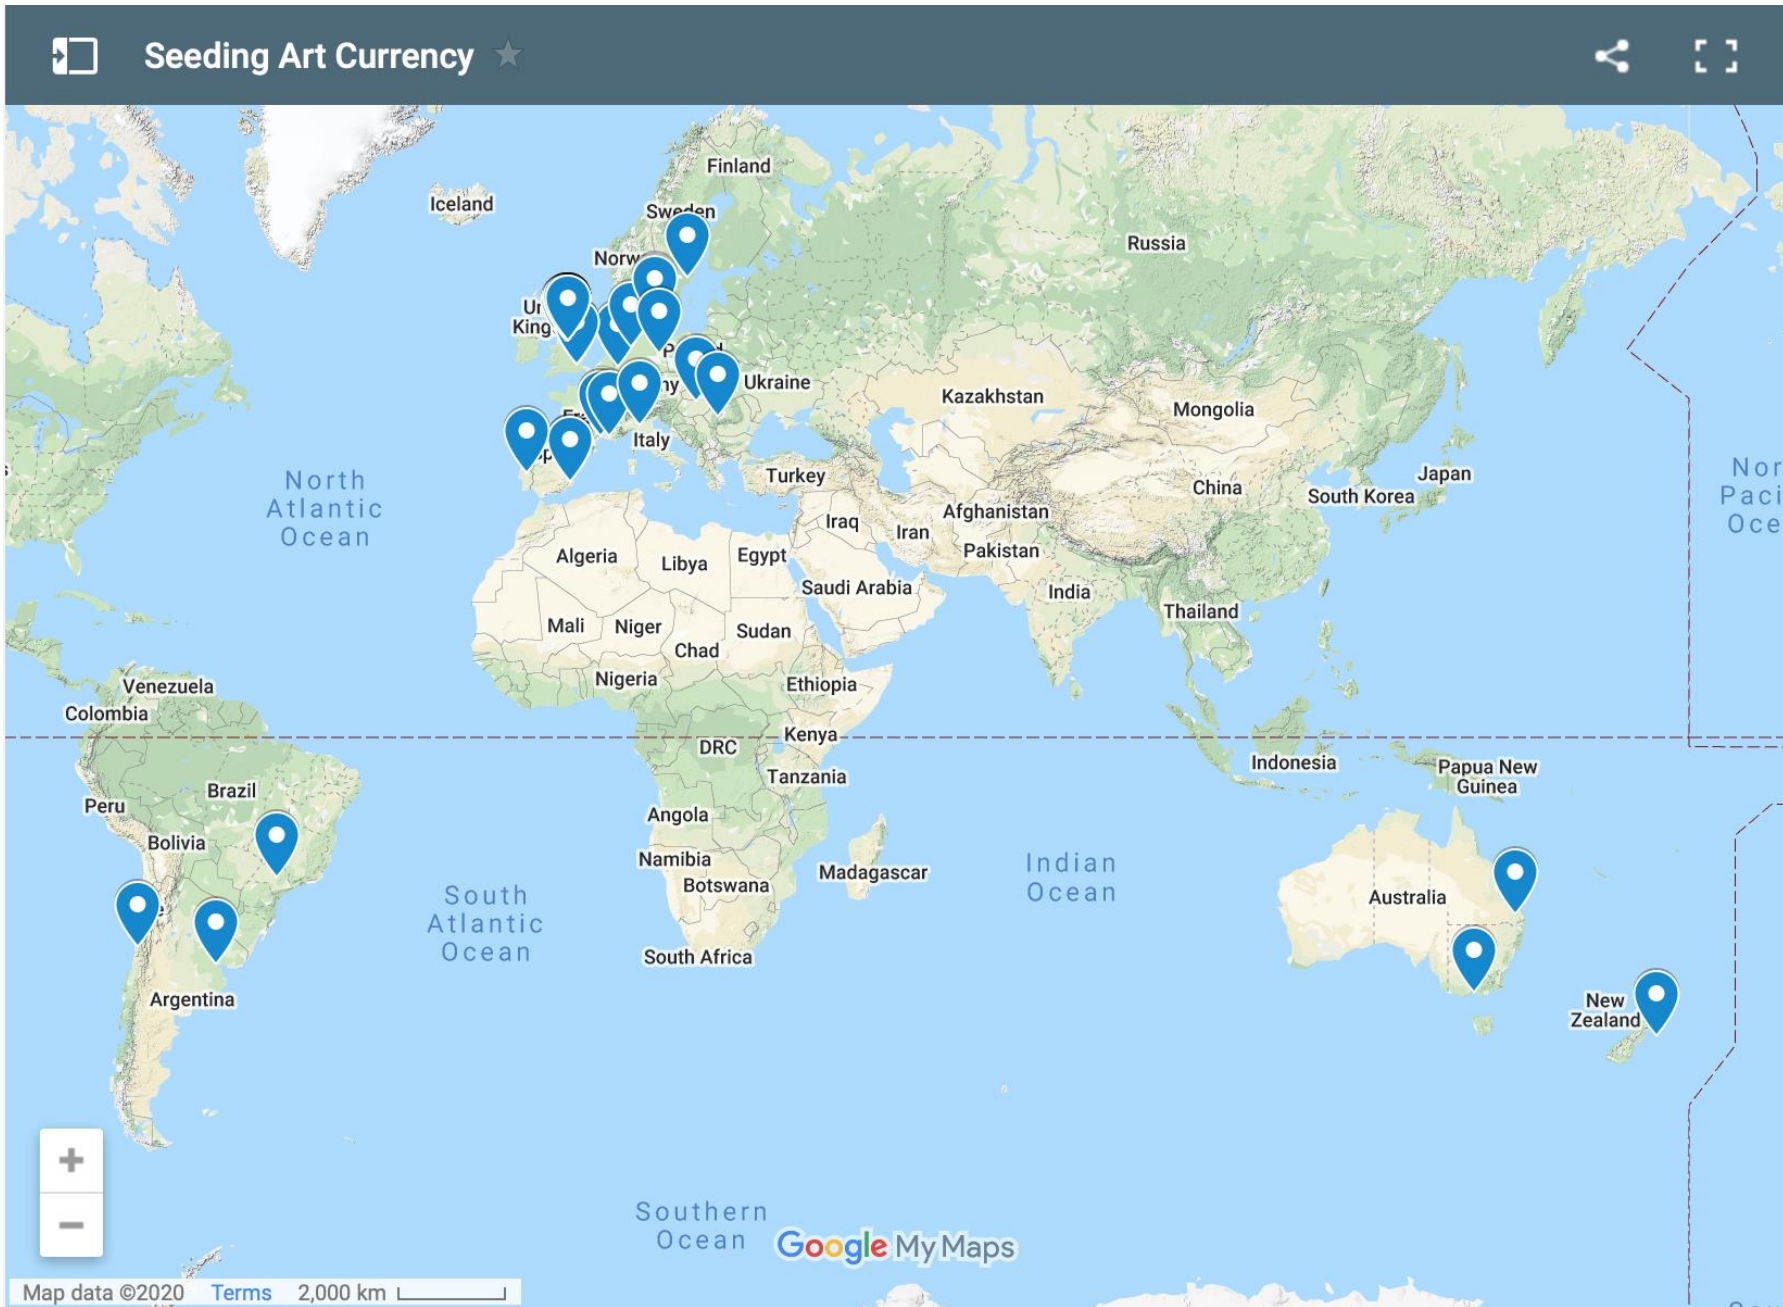 Seeding Art Currency
Finland
Iceland
Sweden
Russia
Norw
Ur
King
P
d
ny
Ukraine
Kazakhstan
Mongolia
Fr
Italy
sp
Turkey
Japan
China
South Korea
North
Atlantic
Ocean
Nor
Paci
Oce
Afghanistan
Iraq
Iran
Pakistan
Algeria
Libya
Egypt
Saudi Arabia
India
Thailand
Mali
Niger
Sudan
Chad
Nigeria
Ethiopia
Venezuela
Colombia
Kenya
DRC
Indonesia
Tanzania
Papua New
Guinea
Brazil
Peru
Angola
Bolivia
Namibia
Botswana
Madagascar
Indian
Ocean
Australia
South
Atlantic
Ocean
e
South Africa
Argentina
New
Zealand
+
−
Southern
Ocean
Google My Maps
Map data ©2020 Terms 2,000 km